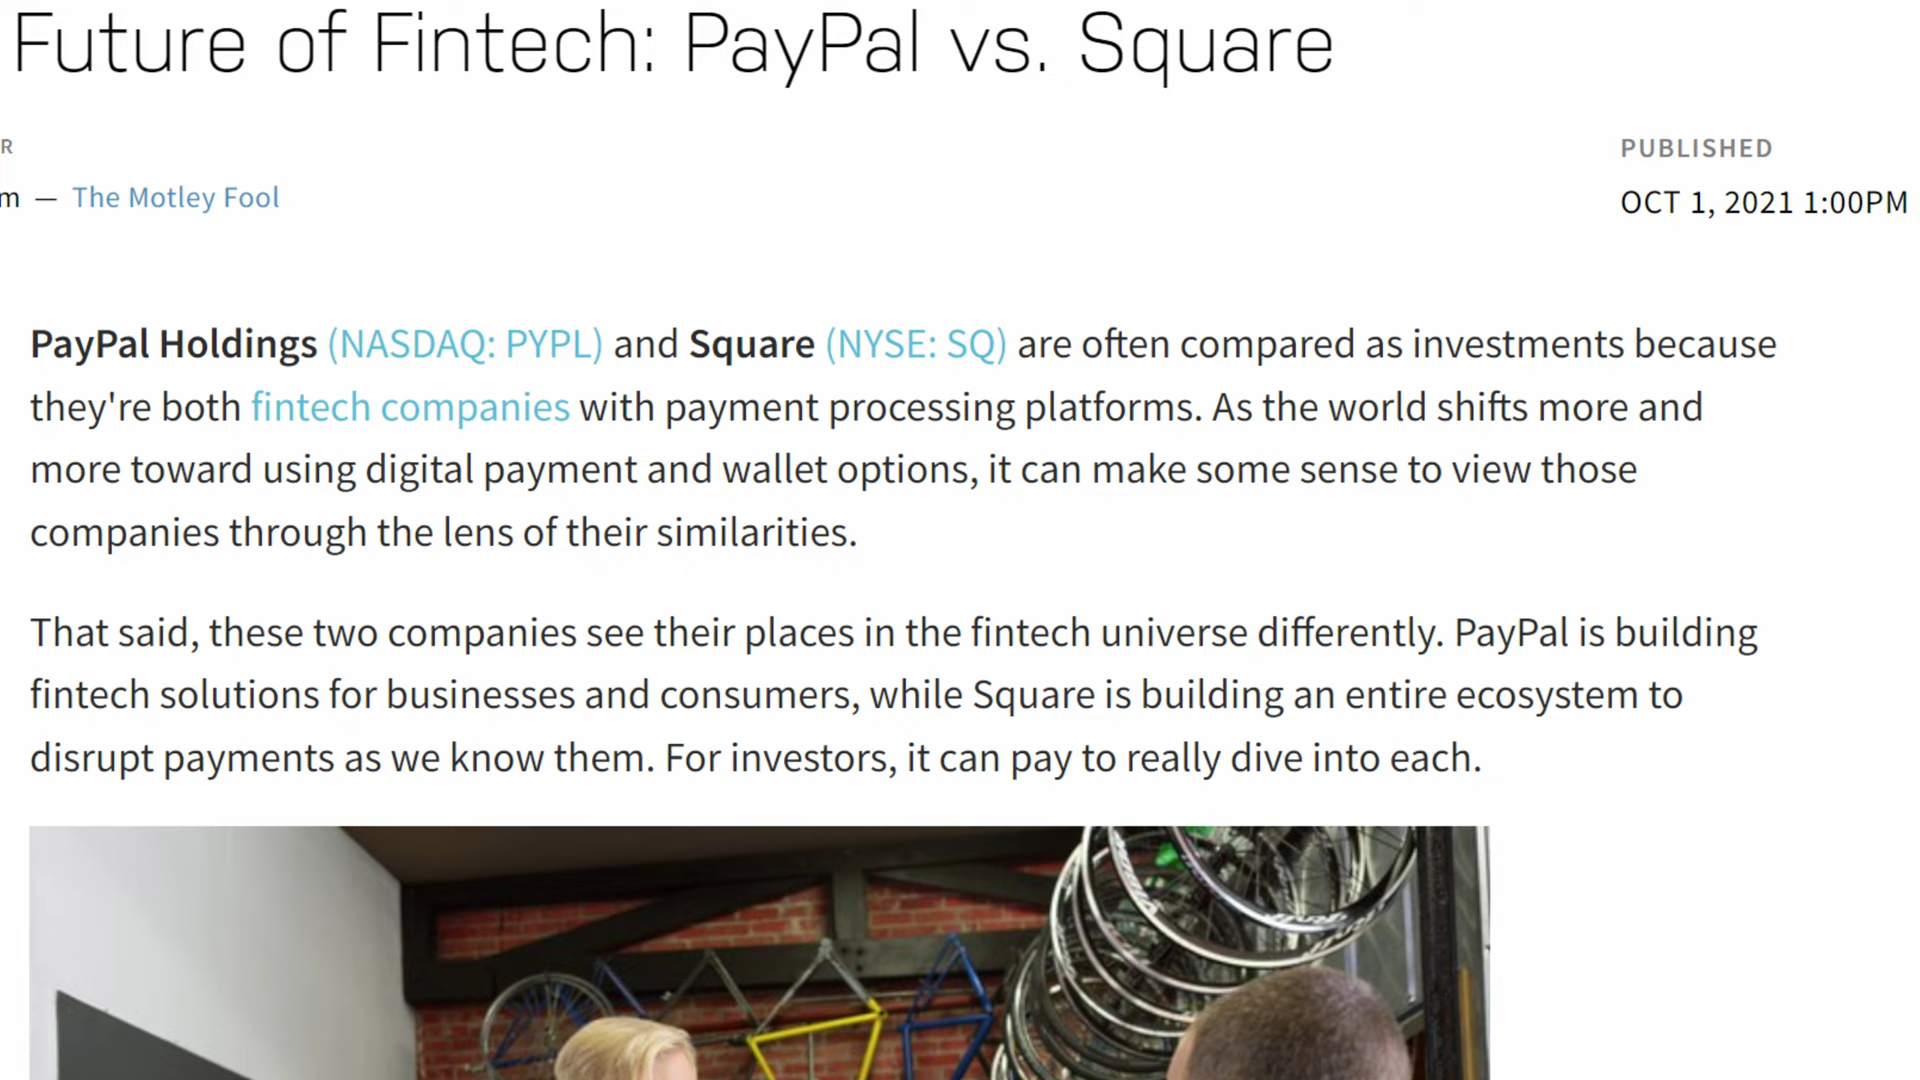 Future of Fintech: PayPal vs. Square
R
PUBLISHED
m — The Motley Fool
OCT 1, 2021 1:00PM
PayPal Holdings (NASDAQ: PYPL) and Square (NYSE: SQ) are often compared as investments because
they're both fintech companies with payment processing platforms. As the world shifts more and
more toward using digital payment and wallet options, it can make some sense to view those
companies through the lens of their similarities.
That said, these two companies see their places in the fintech universe differently. PayPal is building
fintech solutions for businesses and consumers, while Square is building an entire ecosystem to
disrupt payments as we know them. For investors, it can pay to really dive into each.